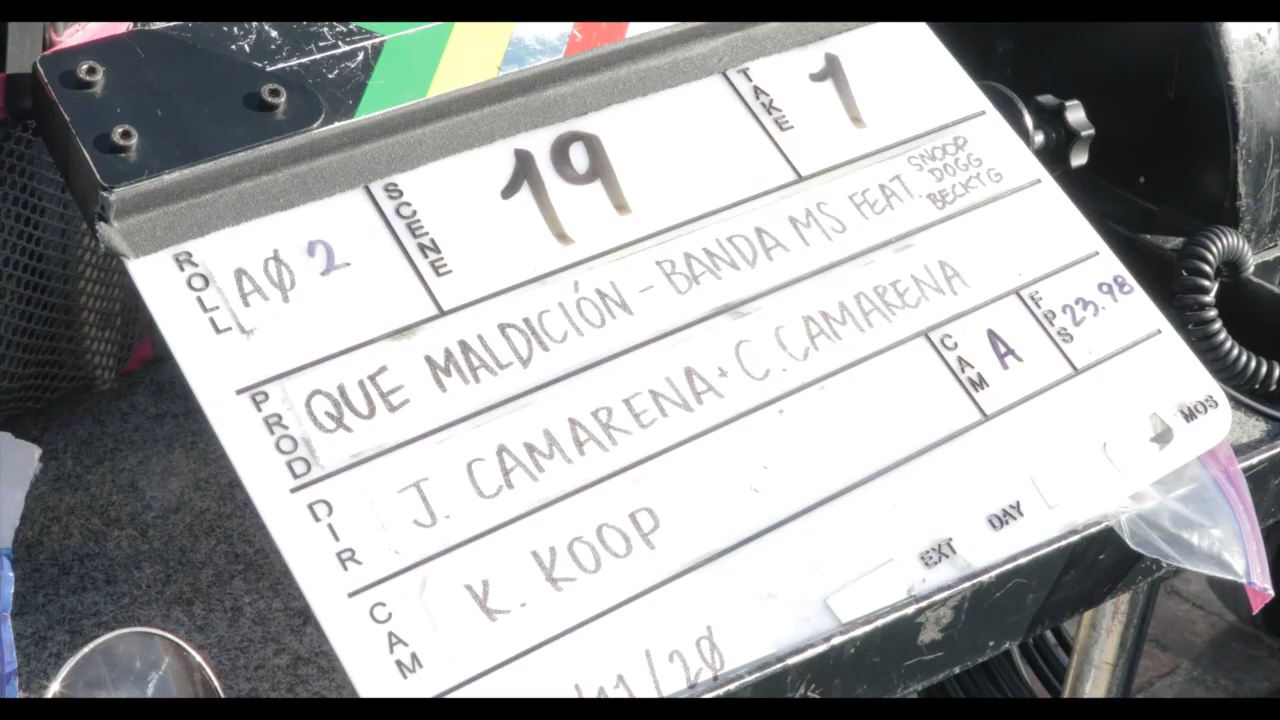 ROLL AØ 2
SCENE 19
TAKE 1
PROD QUE MALDICIÓN - BANDA MS FEAT. SNOOP DOGG BECKY G
DIR J. CAMARENA + C. CAMARENA
CAM K. KOOP
CAM A
FPS 23.98
EXT DAY MOS
/2Ø